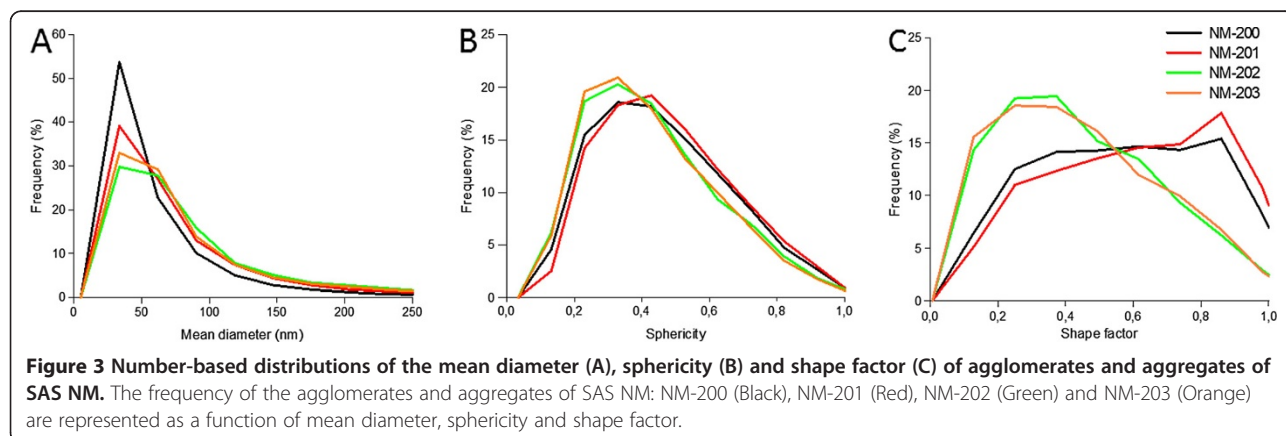 A
Frequency (%)
60
50
40
30
20
10
0
0
50
100
150
200
250
Mean diameter (nm)
B
Frequency (%)
25
20
15
10
5
0
0,0
0,2
0,4
0,6
0,8
1,0
Sphericity
C
Frequency (%)
25
20
15
10
5
0
0,0
0,2
0,4
0,6
0,8
1,0
Shape factor
NM-200
NM-201
NM-202
NM-203
Figure 3 Number-based distributions of the mean diameter (A), sphericity (B) and shape factor (C) of agglomerates and aggregates of
SAS NM. The frequency of the agglomerates and aggregates of SAS NM: NM-200 (Black), NM-201 (Red), NM-202 (Green) and NM-203 (Orange)
are represented as a function of mean diameter, sphericity and shape factor.